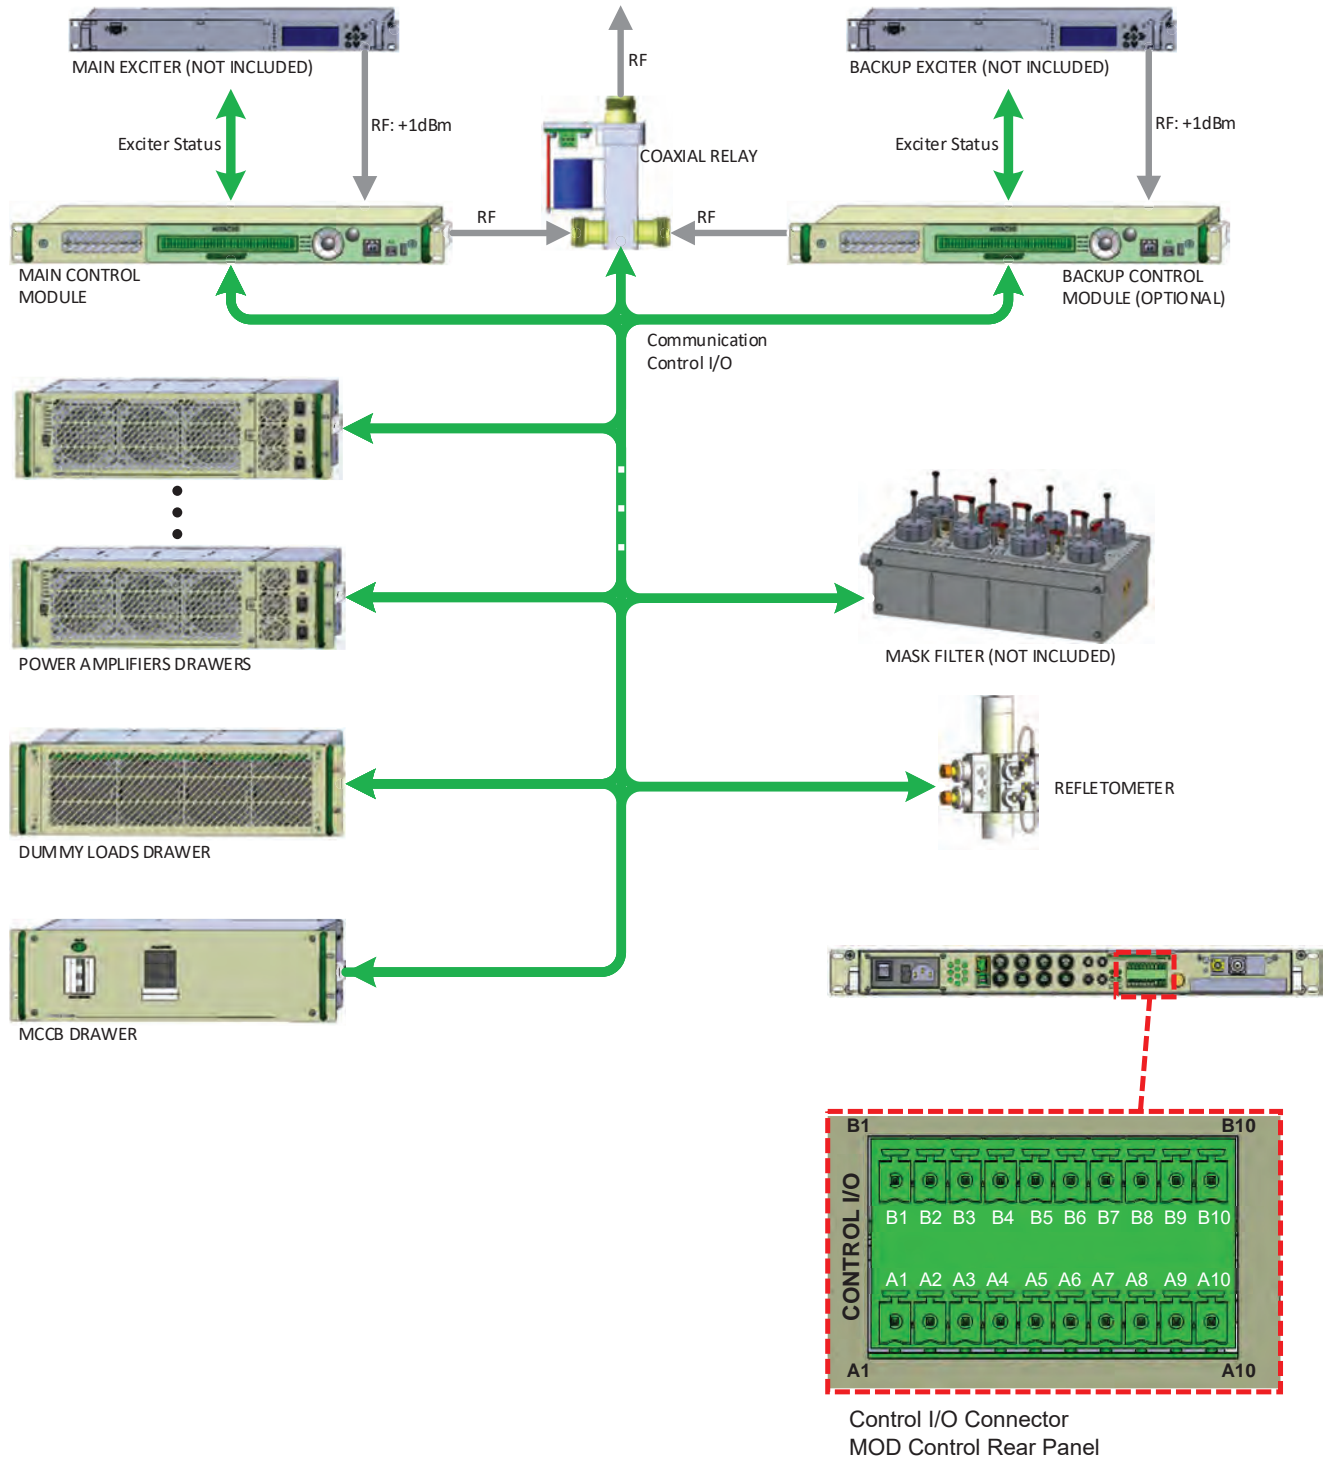 MAIN EXCITER (NOT INCLUDED)
BACKUP EXCITER (NOT INCLUDED)
RF
Exciter Status
RF: +1dBm
COAXIAL RELAY
Exciter Status
RF: +1dBm
RF
RF
MAIN CONTROL
MODULE
BACKUP CONTROL
MODULE (OPTIONAL)
Communication
Control I/O
POWER AMPLIFIERS DRAWERS
MASK FILTER (NOT INCLUDED)
REFLETOMETER
DUMMY LOADS DRAWER
MCCB DRAWER
B1 B10
CONTROL I/O
B1 B2 B3 B4 B5 B6 B7 B8 B9 B10
A1 A2 A3 A4 A5 A6 A7 A8 A9 A10
A1 A10
Control I/O Connector
MOD Control Rear Panel